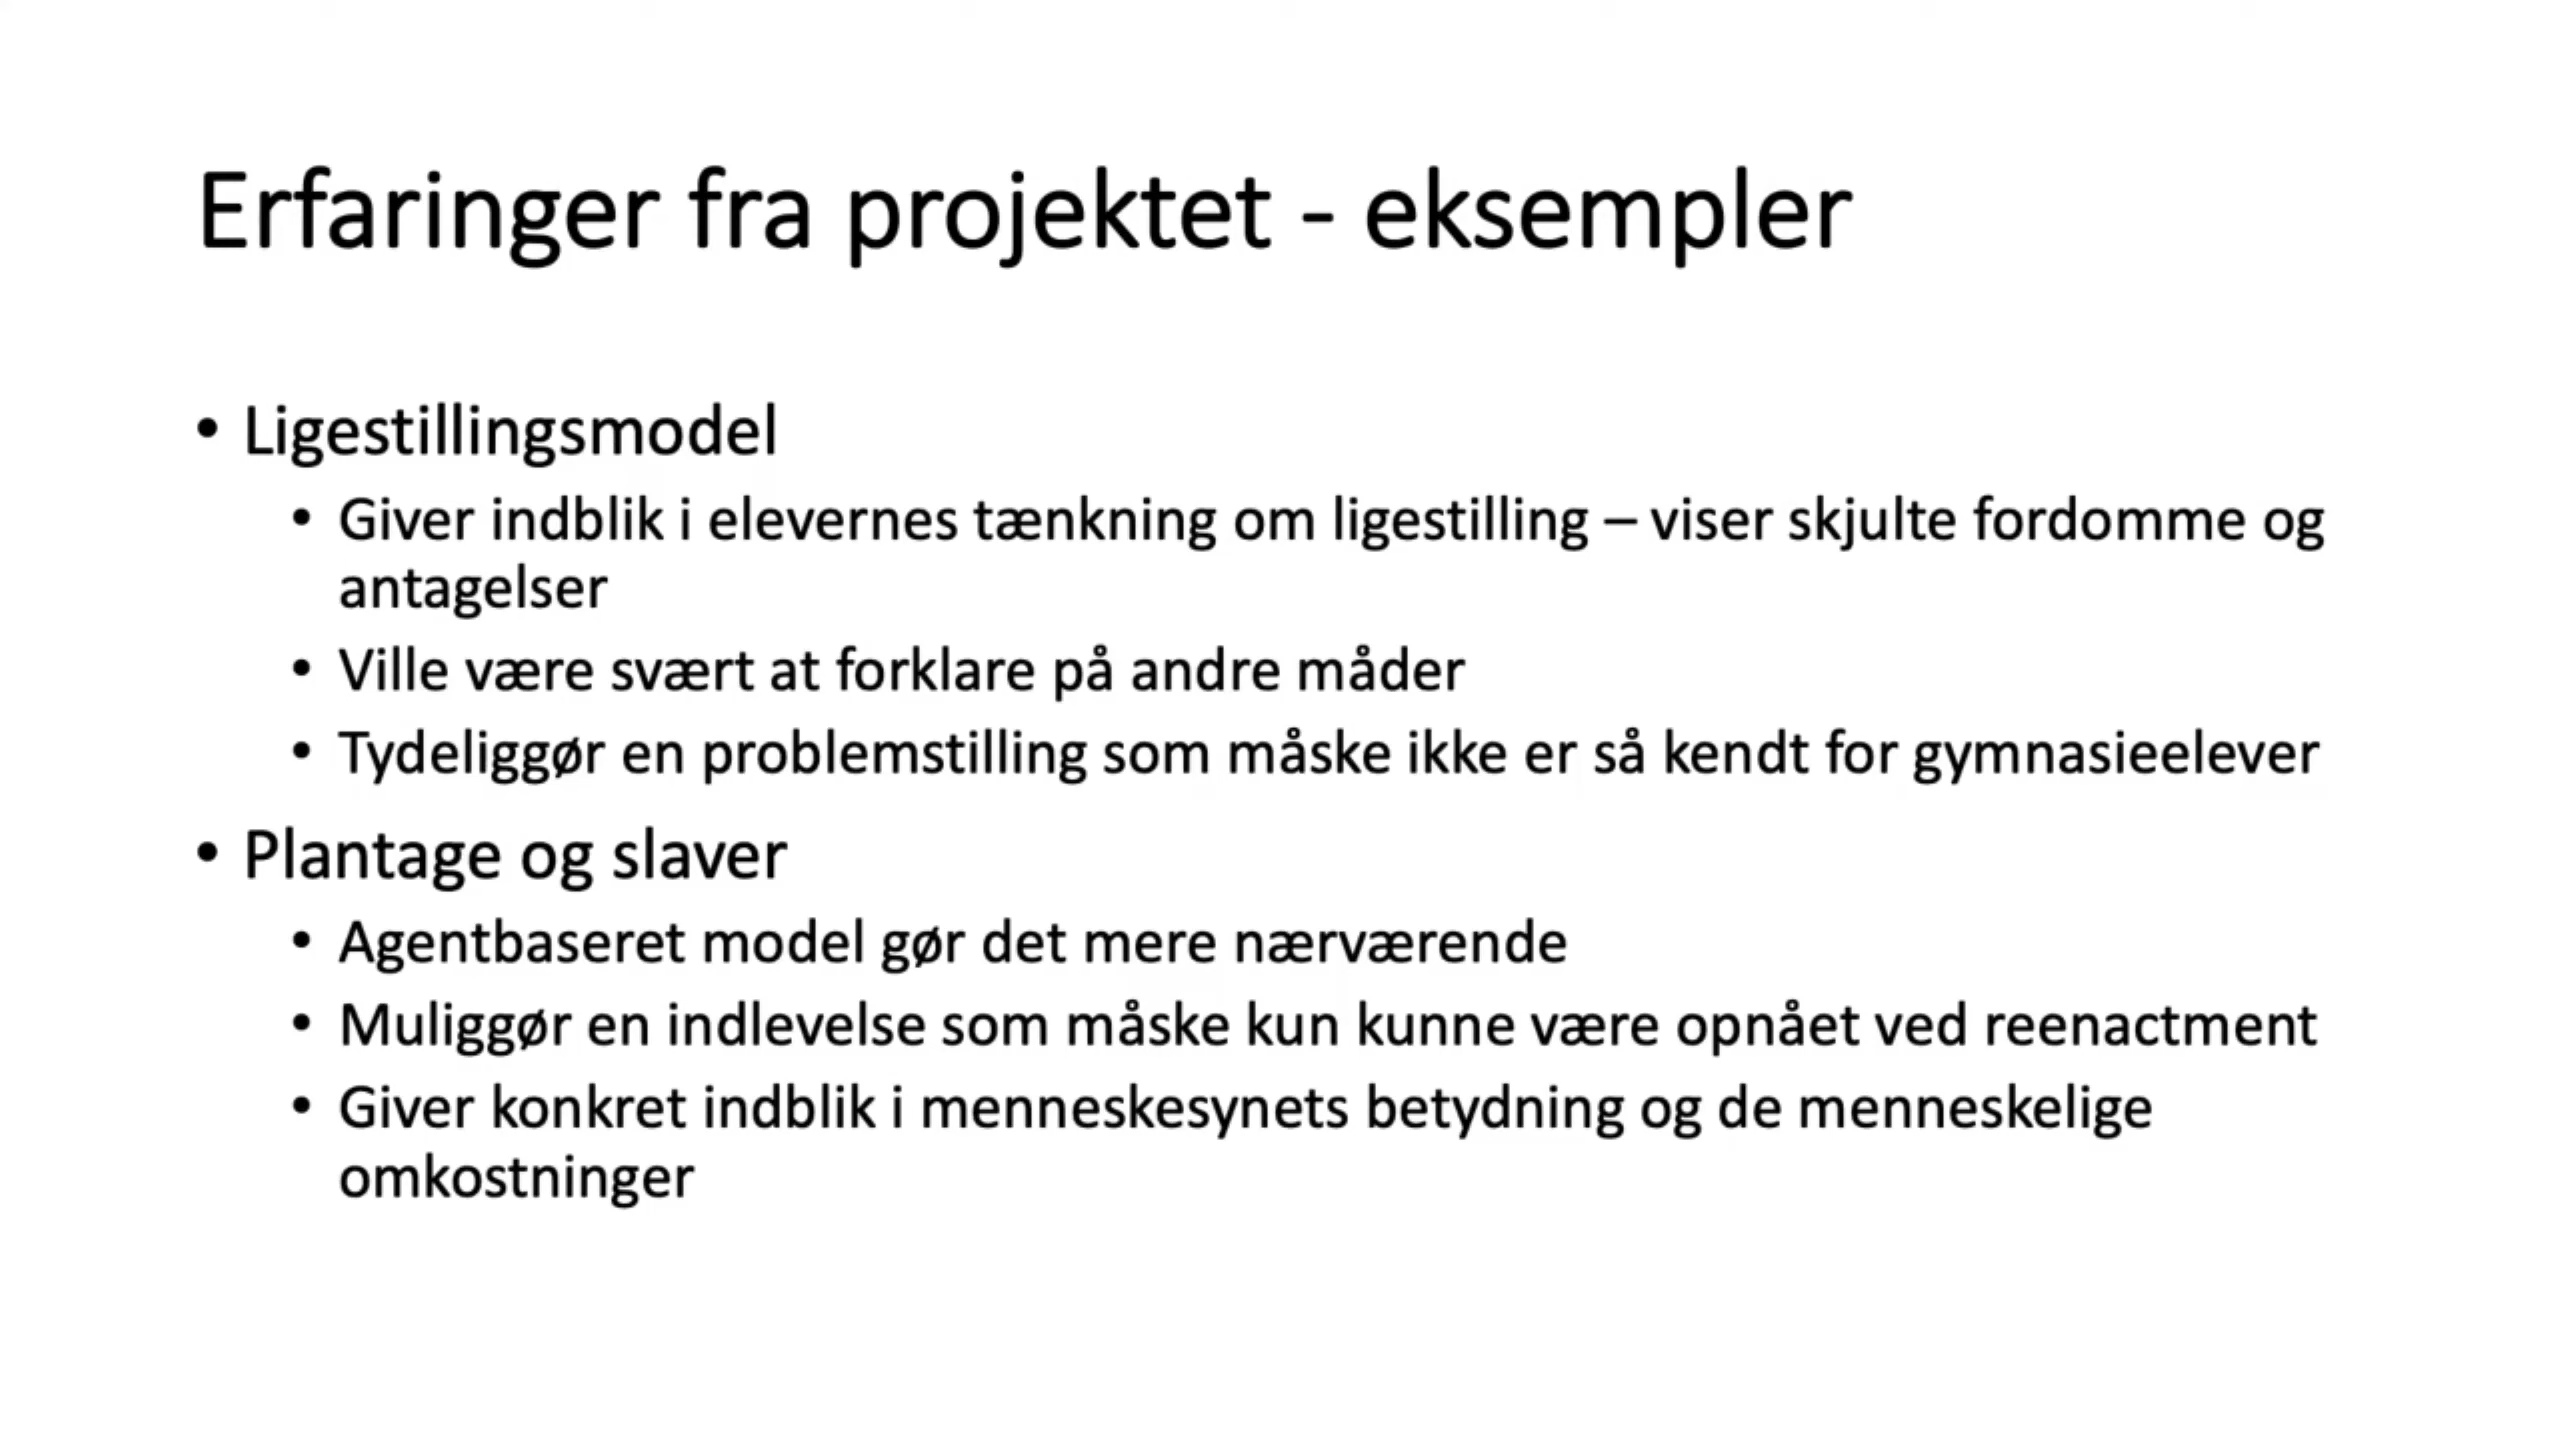 Erfaringer fra projektet - eksempler
• Ligestillingsmodel
• Giver indblik i elevernes tænkning om ligestilling – viser skjulte fordomme og
antagelser
• Ville være svært at forklare på andre måder
• Tydeliggør en problemstilling som måske ikke er så kendt for gymnasieelever
• Plantage og slaver
• Agentbaseret model gør det mere nærværende
• Muliggør en indlevelse som måske kun kunne være opnået ved reenactment
• Giver konkret indblik i menneskesynets betydning og de menneskelige
omkostninger